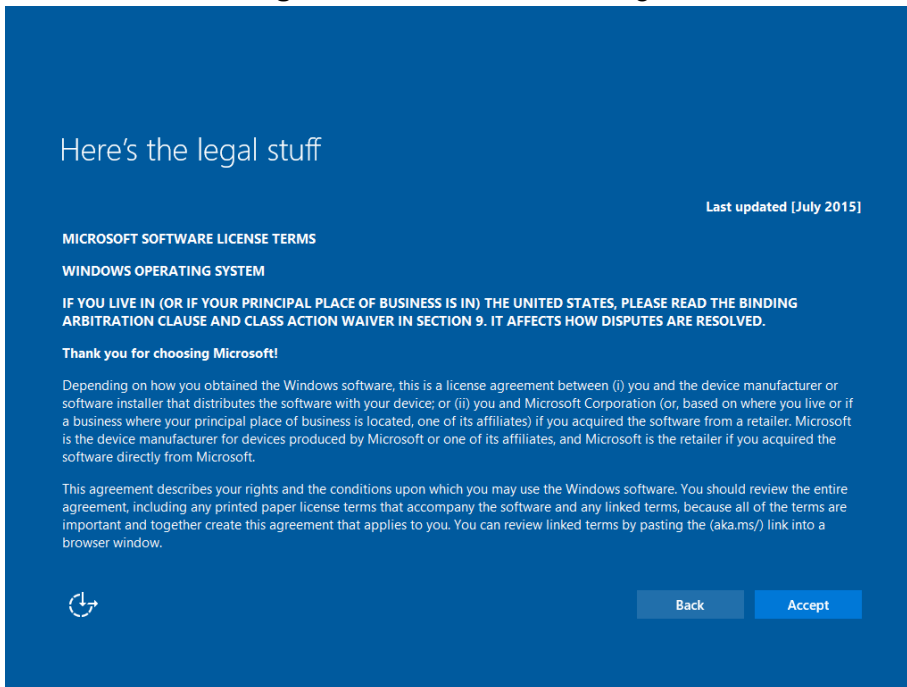 Here's the legal stuff
Last updated [July 2015]
MICROSOFT SOFTWARE LICENSE TERMS
WINDOWS OPERATING SYSTEM
IF YOU LIVE IN (OR IF YOUR PRINCIPAL PLACE OF BUSINESS IS IN) THE UNITED STATES, PLEASE READ THE BINDING
ARBITRATION CLAUSE AND CLASS ACTION WAIVER IN SECTION 9. IT AFFECTS HOW DISPUTES ARE RESOLVED.
Thank you for choosing Microsoft!
Depending on how you obtained the Windows software, this is a license agreement between (i) you and the device manufacturer or
software installer that distributes the software with your device; or (ii) you and Microsoft Corporation (or, based on where you live or if
a business where your principal place of business is located, one of its affiliates) if you acquired the software from a retailer. Microsoft
is the device manufacturer for devices produced by Microsoft or one of its affiliates, and Microsoft is the retailer if you acquired the
software directly from Microsoft.
This agreement describes your rights and the conditions upon which you may use the Windows software. You should review the entire
agreement, including any printed paper license terms that accompany the software and any linked terms, because all of the terms are
important and together create this agreement that applies to you. You can review linked terms by pasting the (aka.ms/) link into a
browser window.
Back
Accept